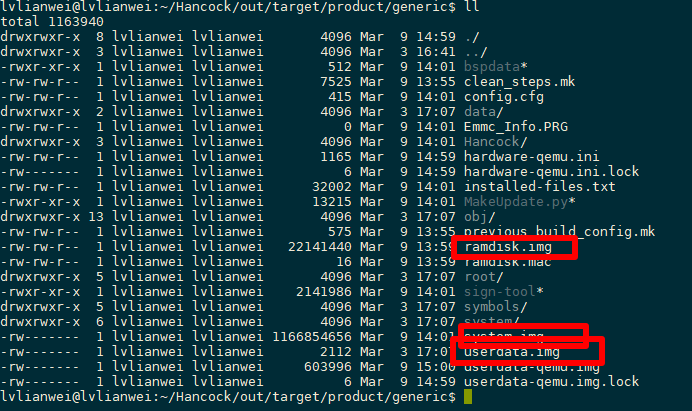 lvlianwei@lvlianwei:~/Hancock/out/target/product/generic$ ll
total 1163940
drwxrwxr-x 8 lvlianwei lvlianwei 4096 Mar 9 14:59 ./
drwxrwxr-x 3 lvlianwei lvlianwei 4096 Mar 3 16:41 ../
-rwxr-xr-x 1 lvlianwei lvlianwei 512 Mar 9 14:01 bspdata*
-rw-rw-r-- 1 lvlianwei lvlianwei 7525 Mar 9 13:55 clean_steps.mk
-rw-rw-r-- 1 lvlianwei lvlianwei 415 Mar 9 14:01 config.cfg
drwxrwxr-x 2 lvlianwei lvlianwei 4096 Mar 3 17:07 data/
-rw-rw-r-- 1 lvlianwei lvlianwei 0 Mar 9 14:01 Emmc_Info.PRG
drwxrwxr-x 3 lvlianwei lvlianwei 4096 Mar 9 14:01 Hancock/
-rw-rw-r-- 1 lvlianwei lvlianwei 1165 Mar 9 14:59 hardware-qemu.ini
-rw------- 1 lvlianwei lvlianwei 6 Mar 9 14:59 hardware-qemu.ini.lock
-rw-rw-r-- 1 lvlianwei lvlianwei 32002 Mar 9 14:01 installed-files.txt
-rwxr-xr-x 1 lvlianwei lvlianwei 13215 Mar 9 14:01 MakeUpdate.py*
drwxrwxr-x 13 lvlianwei lvlianwei 4096 Mar 3 17:07 obj/
-rw-rw-r-- 1 lvlianwei lvlianwei 575 Mar 9 13:55 previous_build_config.mk
-rw-rw-r-- 1 lvlianwei lvlianwei 22141440 Mar 9 13:59 ramdisk.img
-rw-rw-r-- 1 lvlianwei lvlianwei 16 Mar 9 13:59 ramdisk.mac
drwxrwxr-x 5 lvlianwei lvlianwei 4096 Mar 3 17:07 root/
-rwxr-xr-x 1 lvlianwei lvlianwei 2141986 Mar 9 14:01 sign-tool*
drwxrwxr-x 5 lvlianwei lvlianwei 4096 Mar 3 17:07 symbols/
drwxrwxr-x 6 lvlianwei lvlianwei 4096 Mar 3 17:07 system/
-rw------- 1 lvlianwei lvlianwei 1166854656 Mar 9 14:01 system.img
-rw------- 1 lvlianwei lvlianwei 2112 Mar 3 17:07 userdata.img
-rw------- 1 lvlianwei lvlianwei 603996 Mar 9 15:00 userdata-qemu.img
-rw------- 1 lvlianwei lvlianwei 6 Mar 9 14:59 userdata-qemu.img.lock
lvlianwei@lvlianwei:~/Hancock/out/target/product/generic$